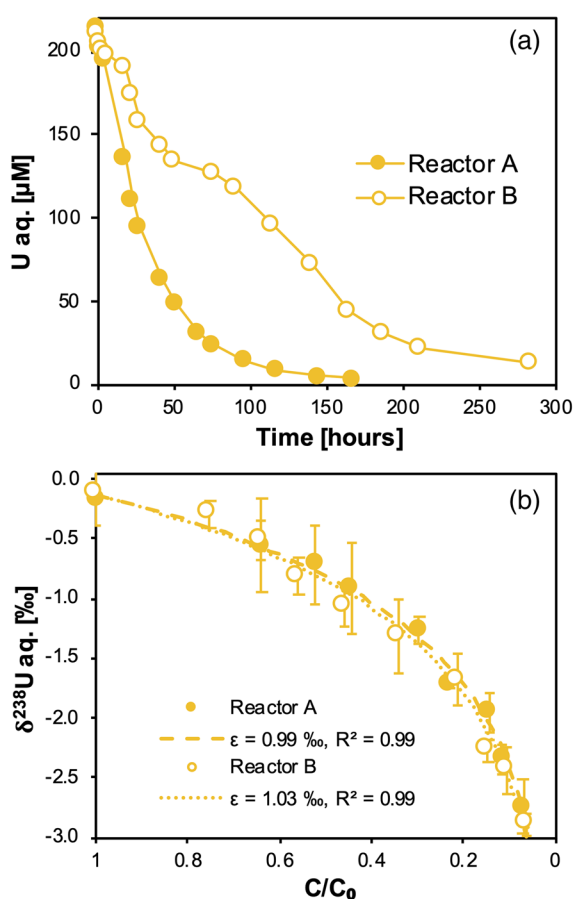 (a)
200
150
100
50
0
U aq. [µM]
Reactor A
Reactor B
0 50 100 150 200 250 300
Time [hours]
(b)
0.0
-0.5
-1.0
-1.5
-2.0
-2.5
-3.0
δ²³⁸U aq. [‰]
Reactor A
ε = 0.99 ‰, R² = 0.99
Reactor B
ε = 1.03 ‰, R² = 0.99
1 0.8 0.6 0.4 0.2 0
C/C₀